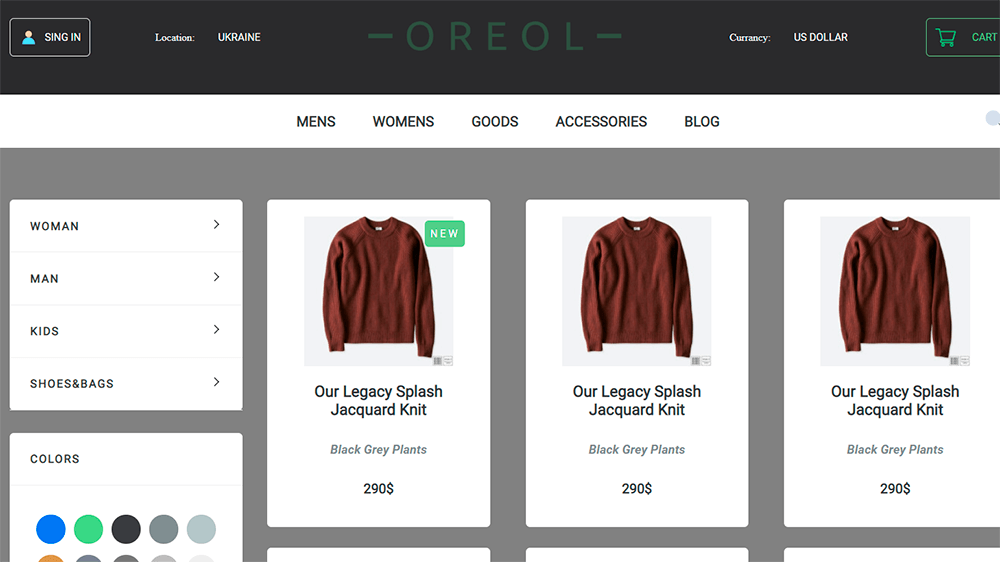 SING IN
Location:
UKRAINE
OREOL
Currancy:
US DOLLAR
CART
MENS
WOMENS
GOODS
ACCESSORIES
BLOG
WOMAN
MAN
KIDS
SHOES&BAGS
COLORS
NEW
Our Legacy Splash
Jacquard Knit
Black Grey Plants
290$
Our Legacy Splash
Jacquard Knit
Black Grey Plants
290$
Our Legacy Splash
Jacquard Knit
Black Grey Plants
290$